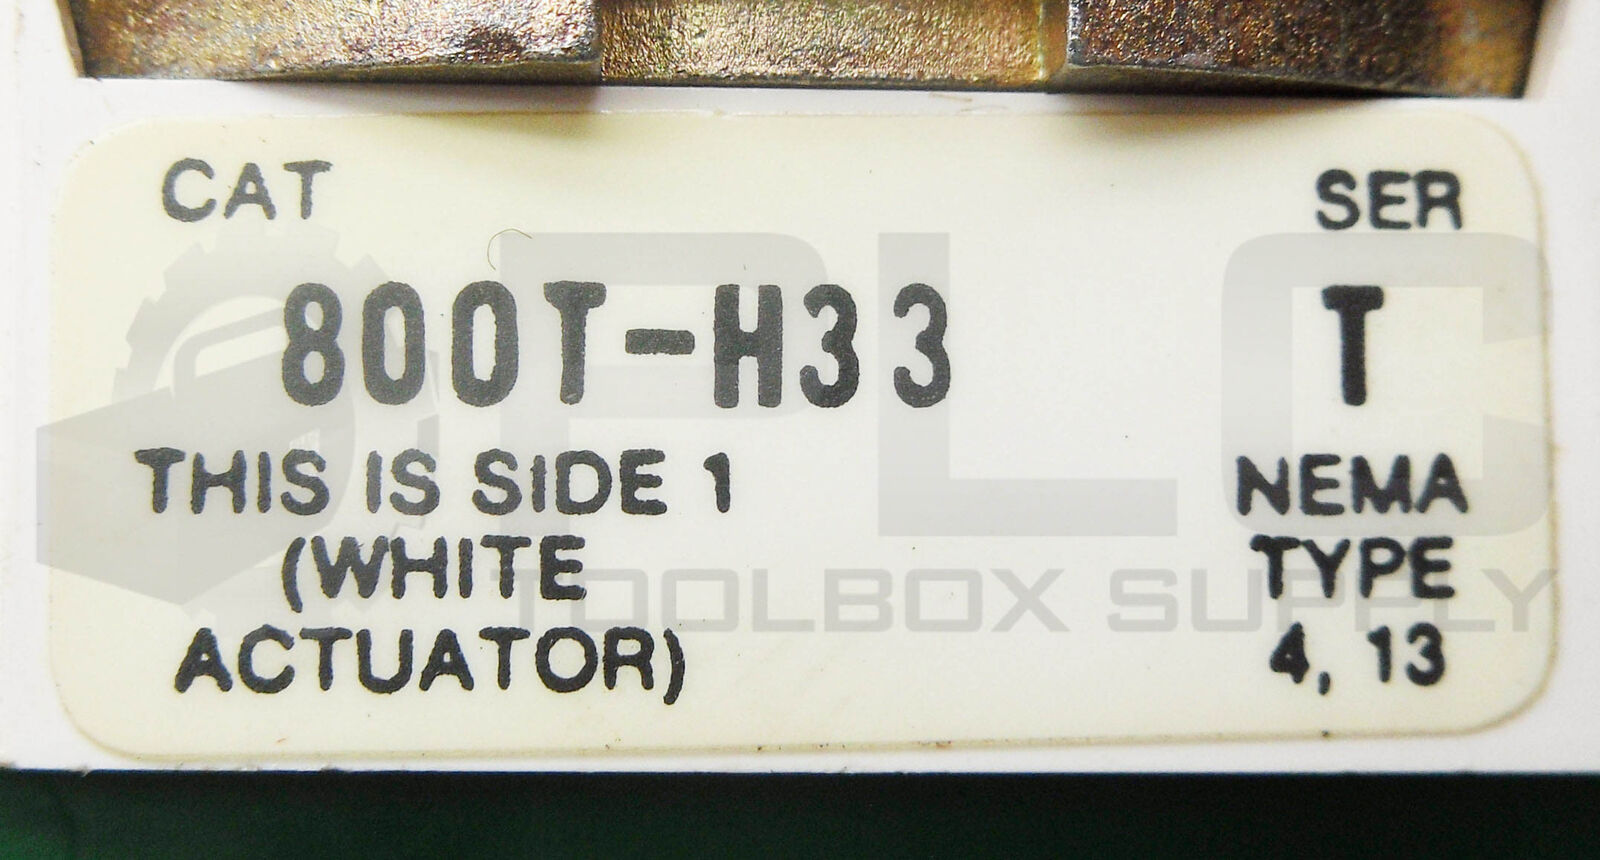 CAT SER
800T-H33 T
THIS IS SIDE 1 NEMA
(WHITE TYPE
ACTUATOR) 4, 13
PLC
TOOLBOX SUPPLY